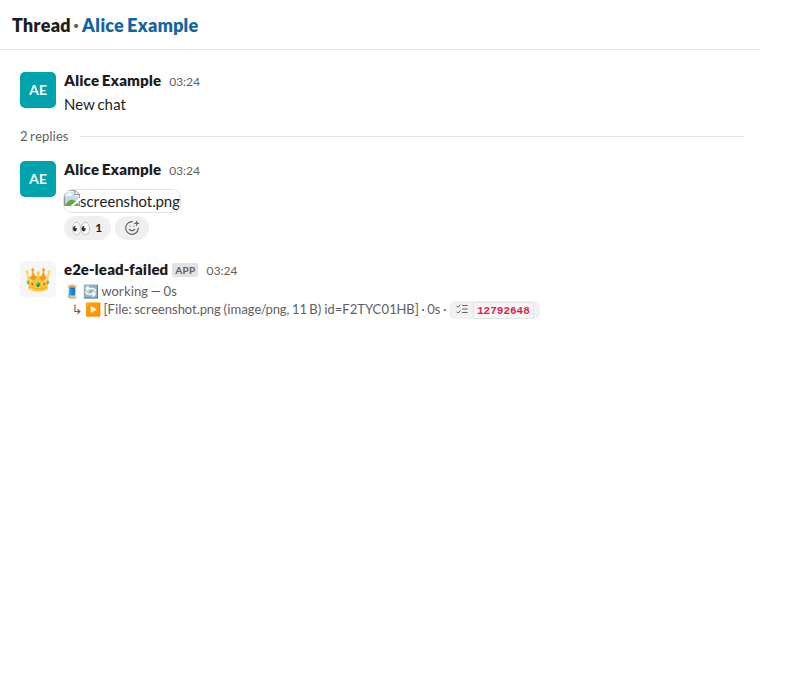 Thread • Alice Example
AE
Alice Example 03:24
New chat
2 replies
AE
Alice Example 03:24
screenshot.png
👀 1
e2e-lead-failed APP 03:24
🧵 🔄 working — 0s
↳ ▶️ [File: screenshot.png (image/png, 11 B) id=F2TYC01HB] · 0s · 12792648